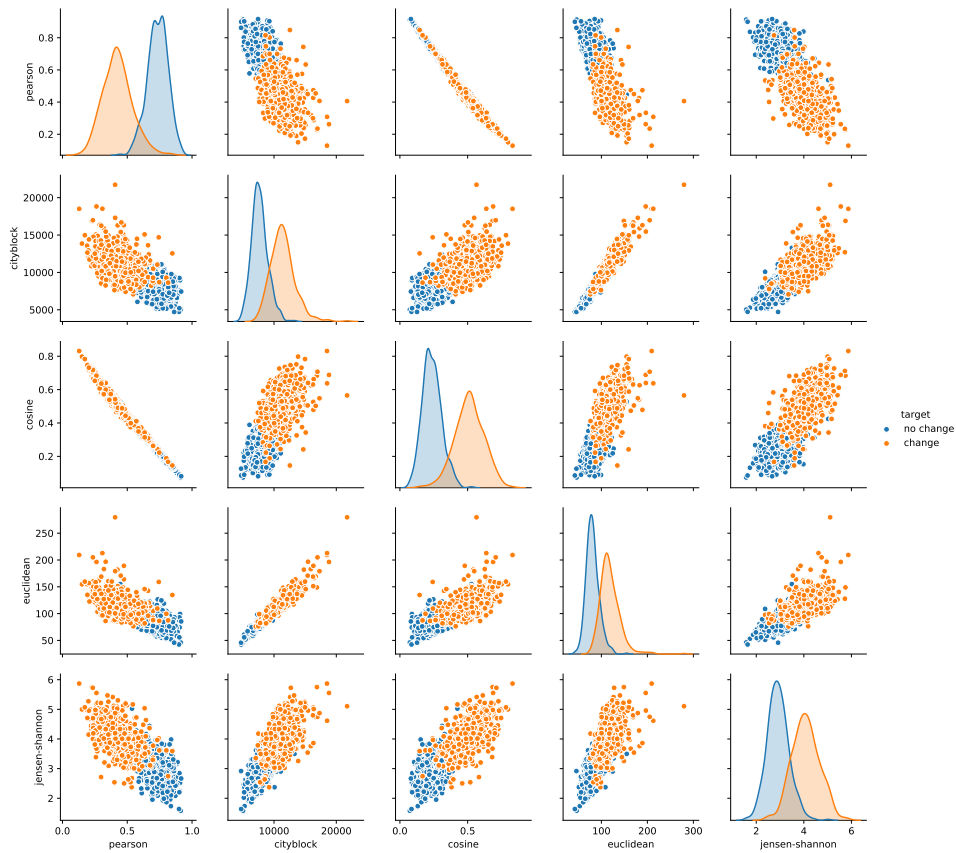 0.8
0.6
0.4
0.2
pearson
20000
15000
10000
5000
cityblock
0.8
0.6
0.4
0.2
cosine
target
no change
change
250
200
150
100
50
euclidean
6
5
4
3
2
jensen-shannon
0.0 0.5 1.0
pearson
10000 20000
cityblock
0.0 0.5
cosine
100 200 300
euclidean
2 4 6
jensen-shannon